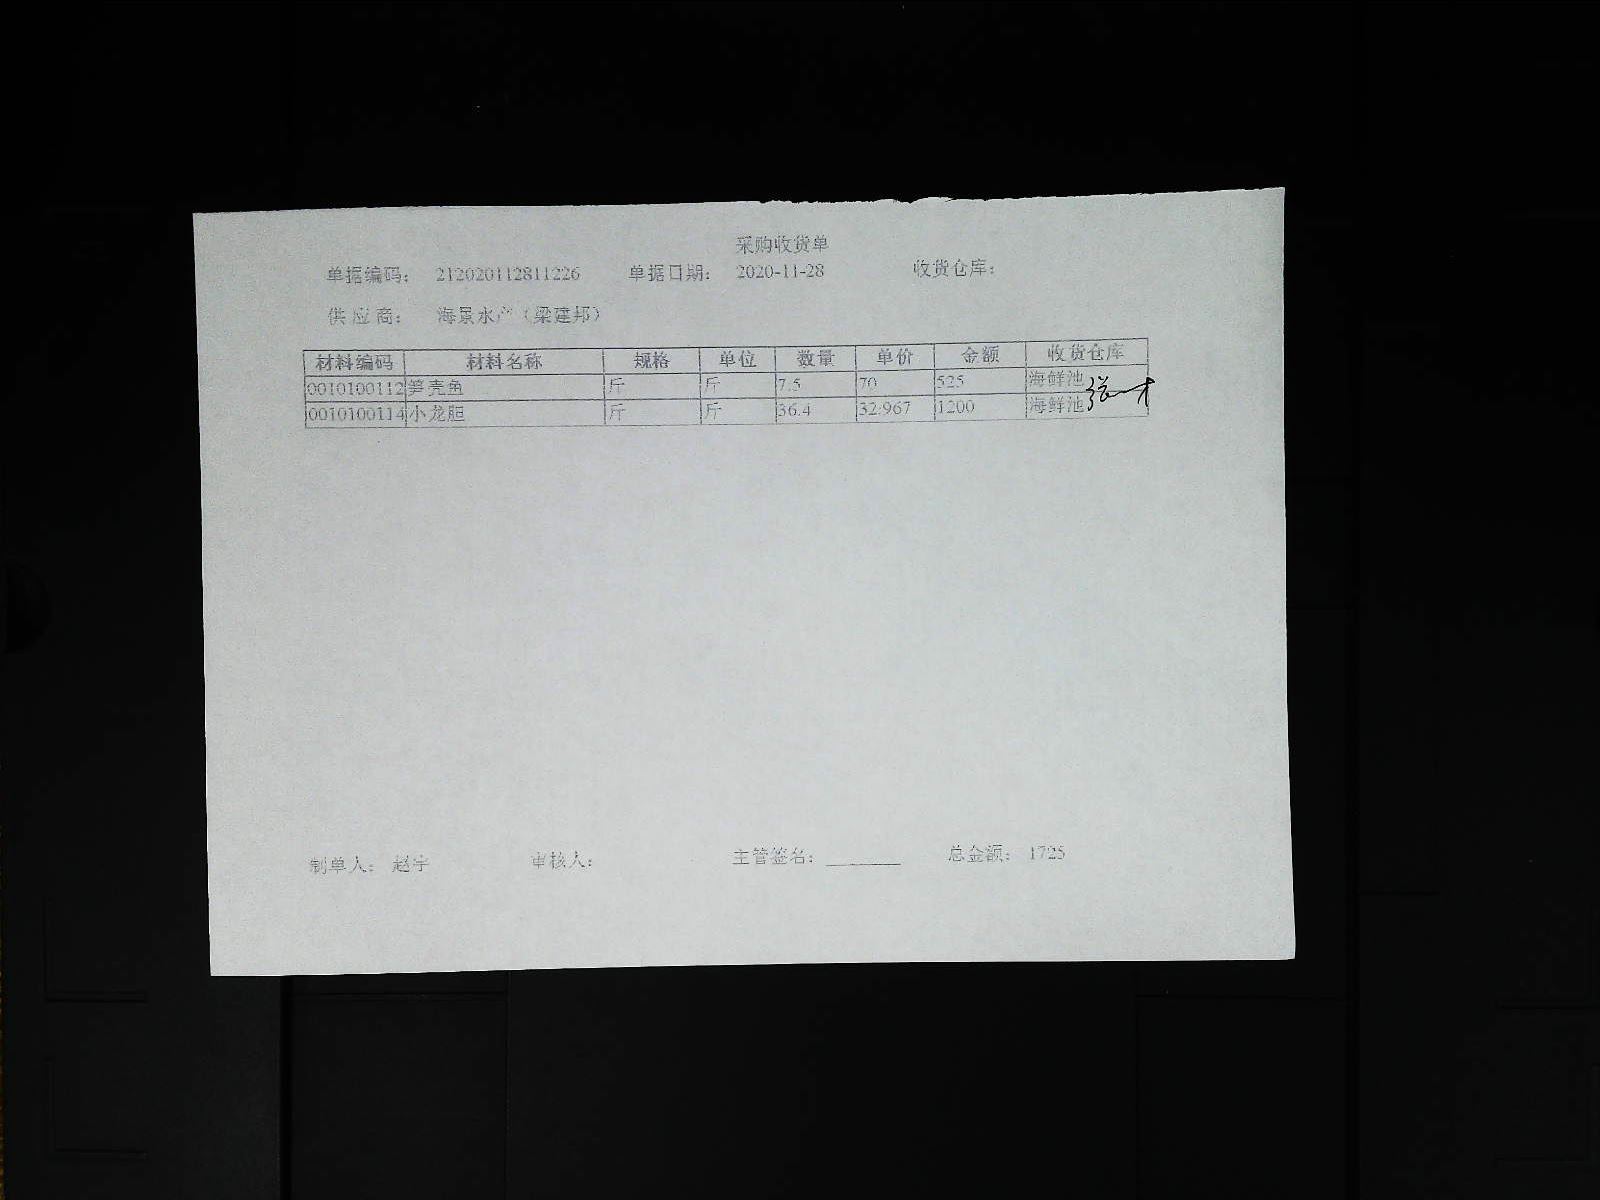 采购收货单
单据编码: 212020112811226 单据日期: 2020-11-28 收货仓库:
供应商: 海景水产（梁建邦）
材料编码 材料名称 规格 单位 数量 单价 金额 收货仓库
0010100112 笋壳鱼 斤 斤 7.5 70 525 海鲜池
0010100114 小龙胆 斤 斤 36.4 32.967 1200 海鲜池
制单人: 赵宇 审核人: 主管签名: ________ 总金额: 1725